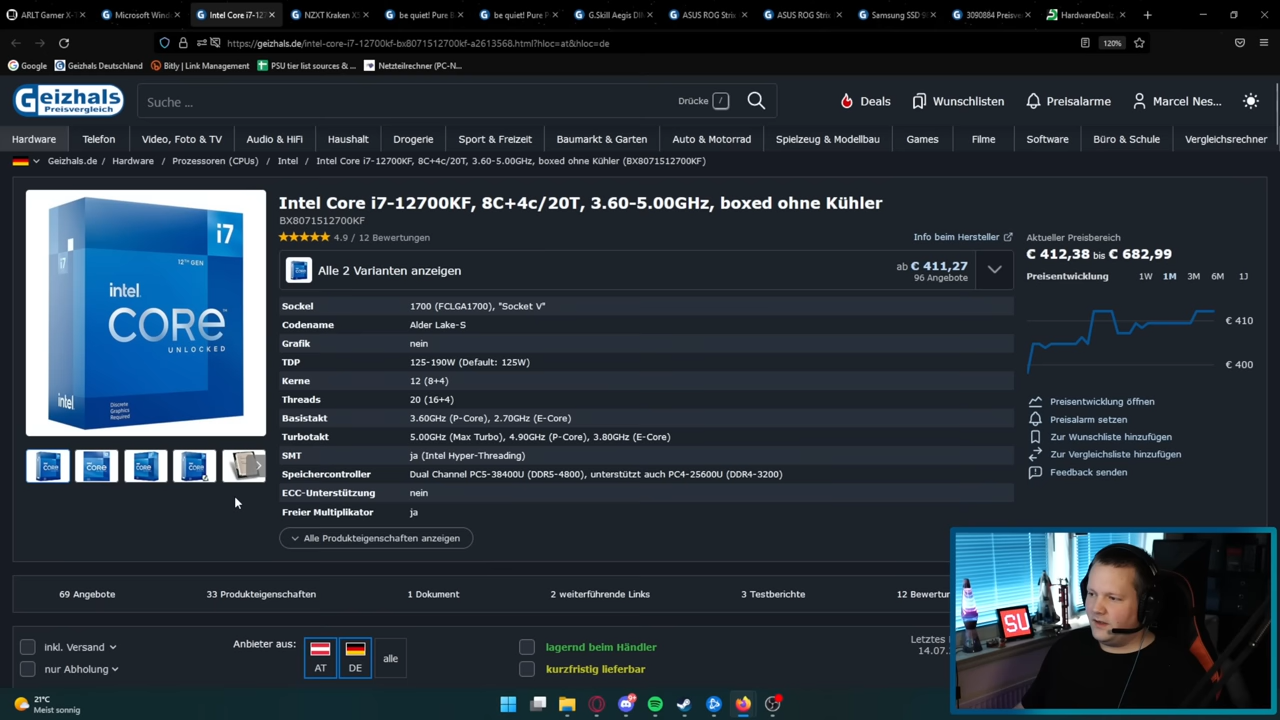 ARLT Gamer X-T
Microsoft Wind
Intel Core i7-12
NZXT Kraken X
be quiet! Pure B
be quiet! Pure P
G.Skill Aegis DI
ASUS ROG Stri
ASUS ROG Stri
Samsung SSD 9
3090884 Preisve
HardwareDealz
https://geizhals.de/intel-core-i7-12700kf-bx8071512700kf-a2613568.html?hloc=at&hloc=de
120%
Google
Geizhals Deutschland
Bitly | Link Management
PSU tier list sources & ...
Netzteilrechner (PC-N...
Geizhals
Preisvergleich
Suche ...
Drücke /
Deals
Wunschlisten
Preisalarme
Marcel Nes...
Hardware
Telefon
Video, Foto & TV
Audio & HiFi
Haushalt
Drogerie
Sport & Freizeit
Baumarkt & Garten
Auto & Motorrad
Spielzeug & Modellbau
Games
Filme
Software
Büro & Schule
Vergleichsrechner
Geizhals.de / Hardware / Prozessoren (CPUs) / Intel / Intel Core i7-12700KF, 8C+4c/20T, 3.60-5.00GHz, boxed ohne Kühler (BX8071512700KF)
Intel Core i7-12700KF, 8C+4c/20T, 3.60-5.00GHz, boxed ohne Kühler
BX8071512700KF
4.9 / 12 Bewertungen
Info beim Hersteller
Alle 2 Varianten anzeigen
ab € 411,27
96 Angebote
Sockel 1700 (FCLGA1700), "Socket V"
Codename Alder Lake-S
Grafik nein
TDP 125-190W (Default: 125W)
Kerne 12 (8+4)
Threads 20 (16+4)
Basistakt 3.60GHz (P-Core), 2.70GHz (E-Core)
Turbotakt 5.00GHz (Max Turbo), 4.90GHz (P-Core), 3.80GHz (E-Core)
SMT ja (Intel Hyper-Threading)
Speichercontroller Dual Channel PC5-38400U (DDR5-4800), unterstützt auch PC4-25600U (DDR4-3200)
ECC-Unterstützung nein
Freier Multiplikator ja
Alle Produkteigenschaften anzeigen
i7
i7
12TH GEN
intel
CORE
UNLOCKED
intel
Discrete
Graphics
Required
Aktueller Preisbereich
€ 412,38 bis € 682,99
Preisentwicklung 1W 1M 3M 6M 1J
€ 410
€ 400
Preisentwicklung öffnen
Preisalarm setzen
Zur Wunschliste hinzufügen
Zur Vergleichsliste hinzufügen
Feedback senden
69 Angebote
33 Produkteigenschaften
1 Dokument
2 weiterführende Links
3 Testberichte
12 Bewertun
inkl. Versand
nur Abholung
Anbieter aus:
AT
DE
alle
lagernd beim Händler
kurzfristig lieferbar
Letztes
14.07.2
SU
21°C
Meist sonnig